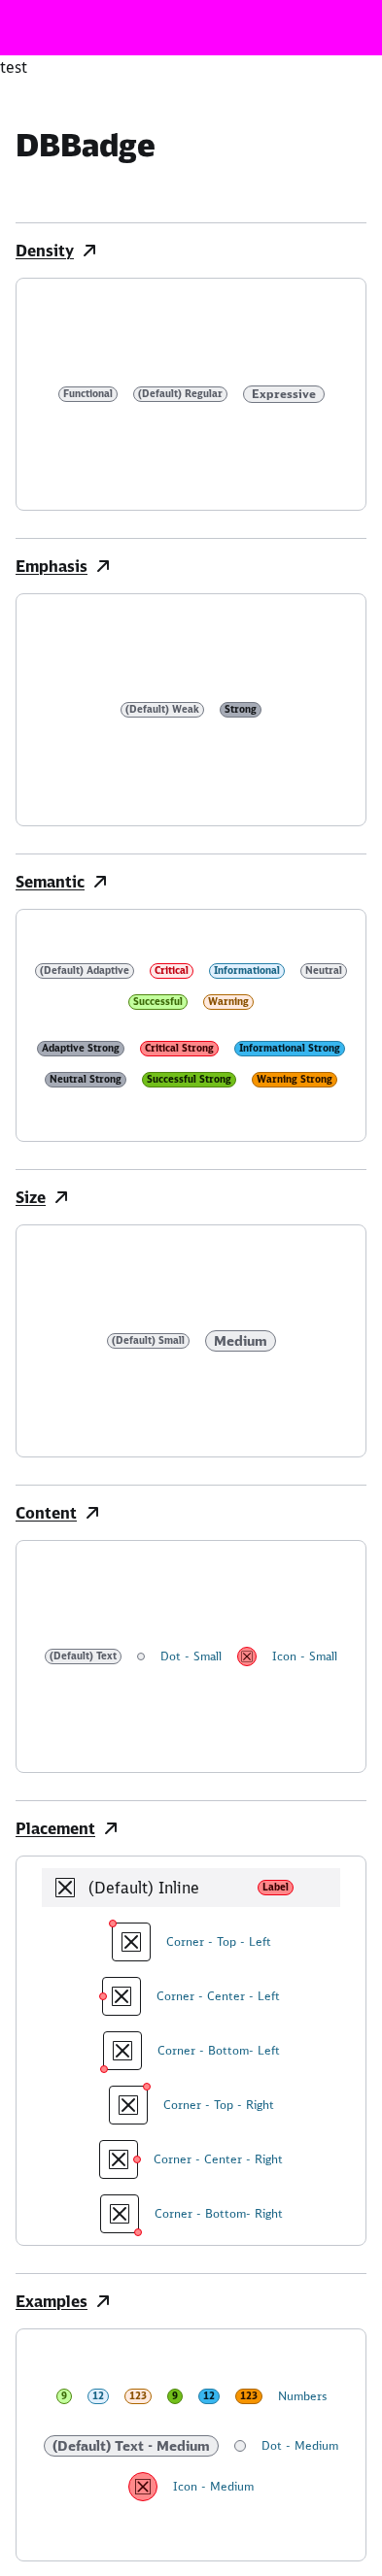 test
DBBadge
Density
Functional (Default) Regular Expressive
Emphasis
(Default) Weak Strong
Semantic
(Default) Adaptive Critical Informational Neutral
Successful Warning
Adaptive Strong Critical Strong Informational Strong
Neutral Strong Successful Strong Warning Strong
Size
(Default) Small Medium
Content
(Default) Text Dot - Small Icon - Small
Placement
(Default) Inline Label
Corner - Top - Left
Corner - Center - Left
Corner - Bottom- Left
Corner - Top - Right
Corner - Center - Right
Corner - Bottom- Right
Examples
9 12 123 9 12 123 Numbers
(Default) Text - Medium Dot - Medium
Icon - Medium